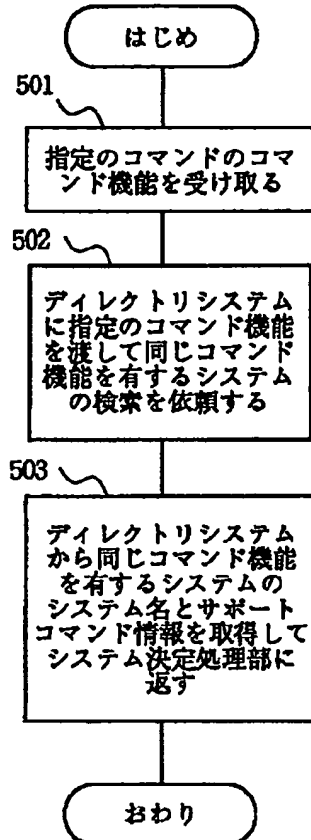 はじめ
501
指定のコマンドのコマ
ンド機能を受け取る
502
ディレクトリシステム
に指定のコマンド機能
を渡して同じコマンド
機能を有するシステム
の検索を依頼する
503
ディレクトリシステム
から同じコマンド機能
を有するシステムの
システム名とサポート
コマンド情報を取得して
システム決定処理部に
返す
おわり